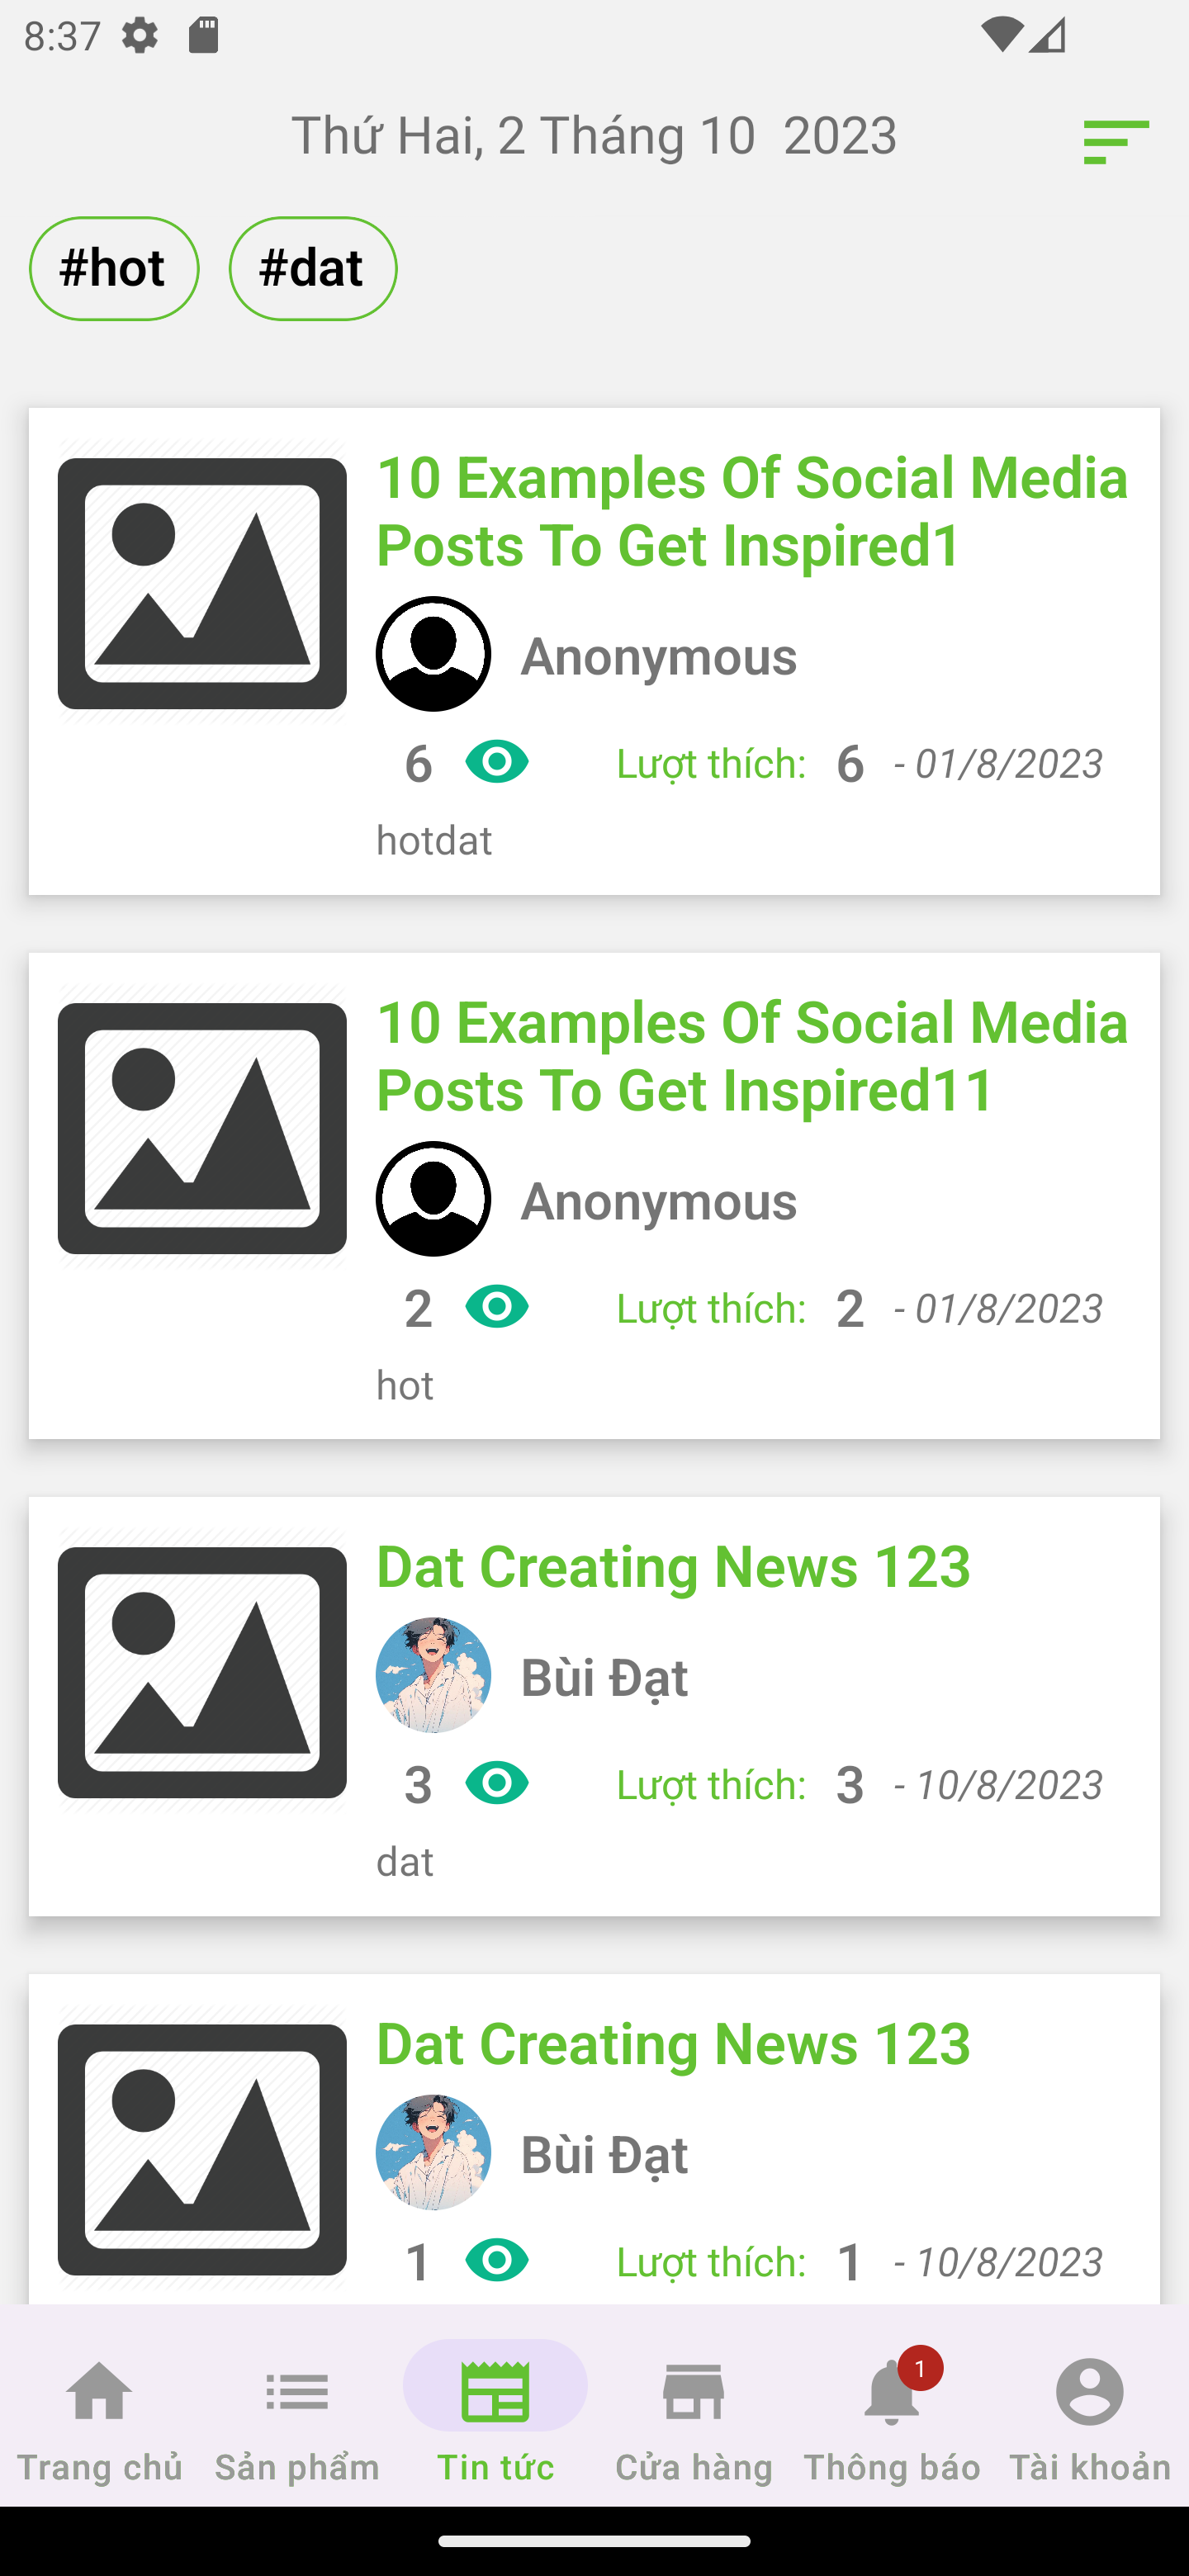 8:37
Thứ Hai, 2 Tháng 10 2023
#hot #dat
10 Examples Of Social Media
Posts To Get Inspired1
Anonymous
6 Lượt thích: 6 - 01/8/2023
hotdat
10 Examples Of Social Media
Posts To Get Inspired11
Anonymous
2 Lượt thích: 2 - 01/8/2023
hot
Dat Creating News 123
Bùi Đạt
3 Lượt thích: 3 - 10/8/2023
dat
Dat Creating News 123
Bùi Đạt
1 Lượt thích: 1 - 10/8/2023
1
Trang chủ Sản phẩm Tin tức Cửa hàng Thông báo Tài khoản